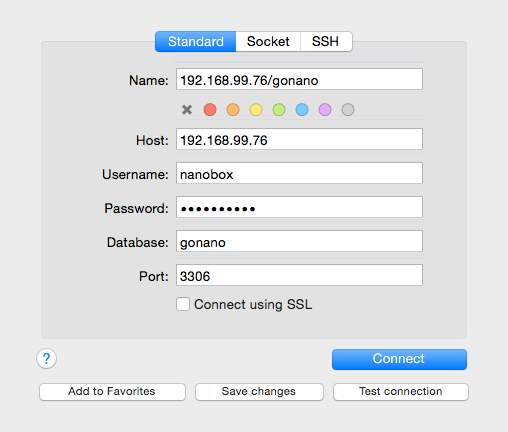 Standard Socket SSH
Name: 192.168.99.76/gonano
Host: 192.168.99.76
Username: nanobox
Password: ••••••••••
Database: gonano
Port: 3306
Connect using SSL
? Connect
Add to Favorites Save changes Test connection